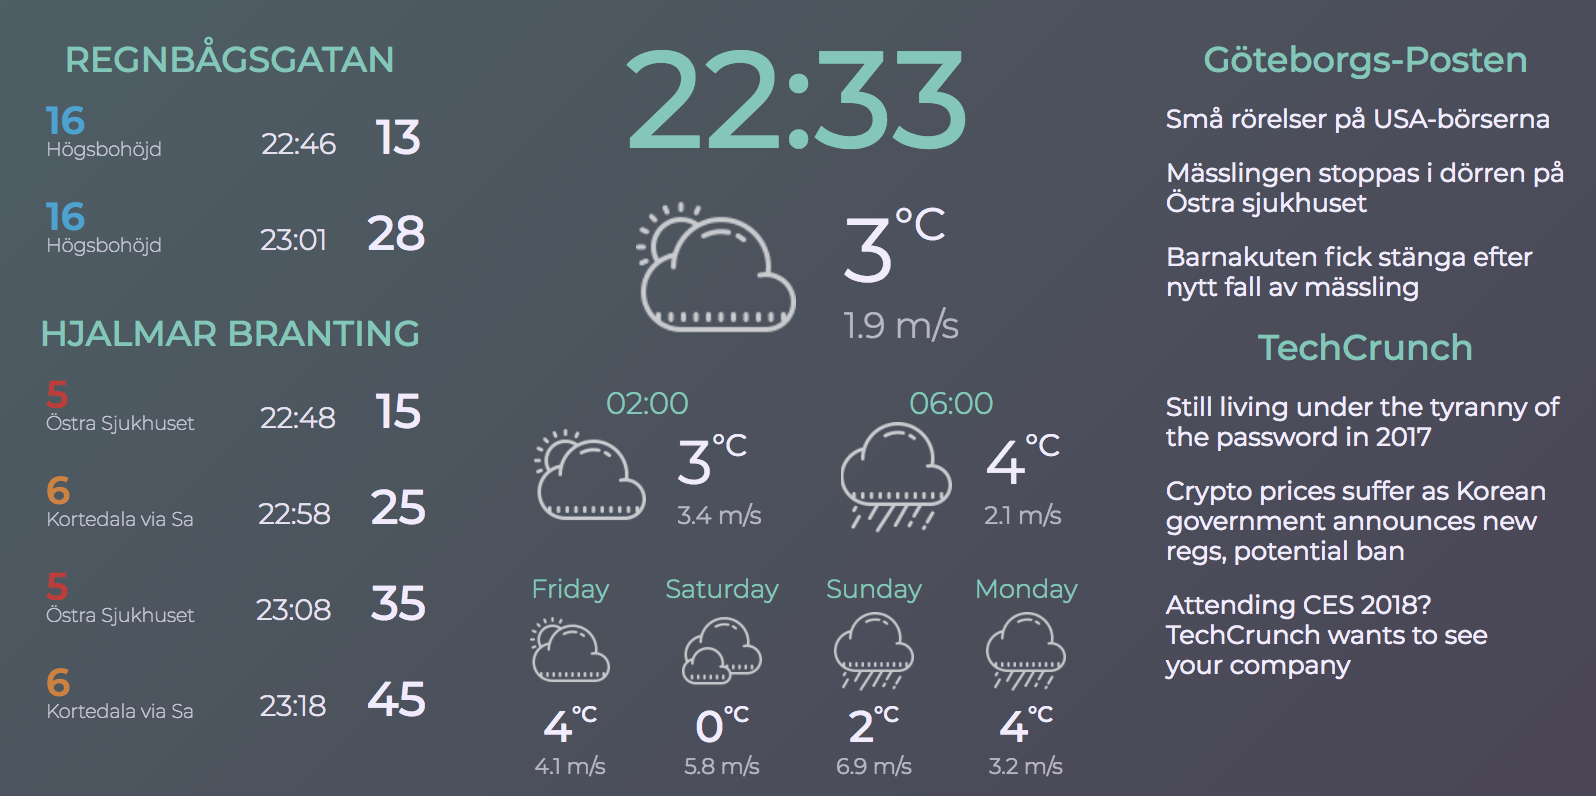 REGNBÅGSGATAN
16
Högsbohöjd
22:46
13
16
Högsbohöjd
23:01
28
HJALMAR BRANTING
5
Östra Sjukhuset
22:48
15
6
Kortedala via Sa
22:58
25
5
Östra Sjukhuset
23:08
35
6
Kortedala via Sa
23:18
45
22:33
3°C
1.9 m/s
02:00
3°C
3.4 m/s
06:00
4°C
2.1 m/s
Friday
4°C
4.1 m/s
Saturday
0°C
5.8 m/s
Sunday
2°C
6.9 m/s
Monday
4°C
3.2 m/s
Göteborgs-Posten
Små rörelser på USA-börserna
Mässlingen stoppas i dörren på
Östra sjukhuset
Barnakuten fick stänga efter
nytt fall av mässling
TechCrunch
Still living under the tyranny of
the password in 2017
Crypto prices suffer as Korean
government announces new
regs, potential ban
Attending CES 2018?
TechCrunch wants to see
your company